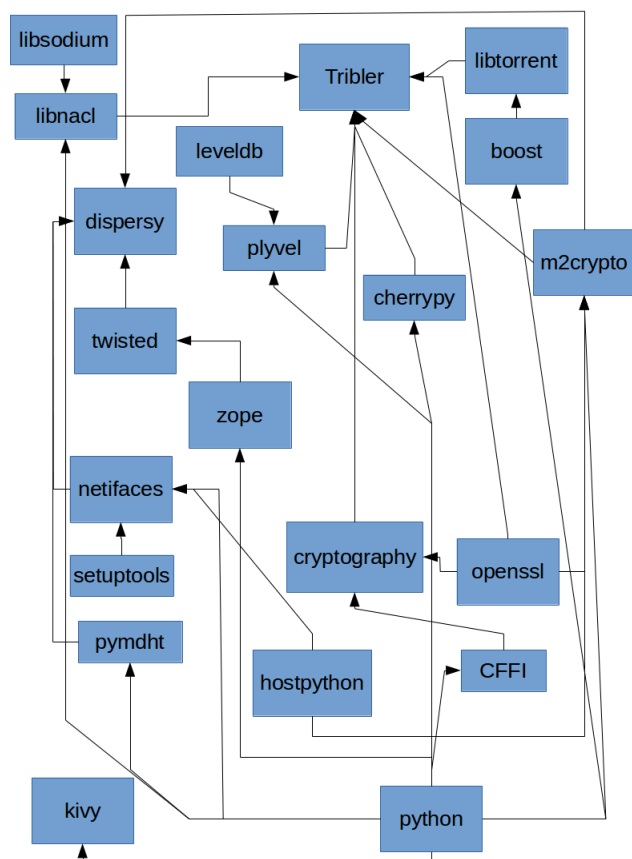 libsodium
Tribler
libtorrent
libnacl
leveldb
boost
dispersy
plyvel
m2crypto
cherrypy
twisted
zope
netifaces
cryptography
openssl
setuptools
pymdht
hostpython
CFFI
kivy
python